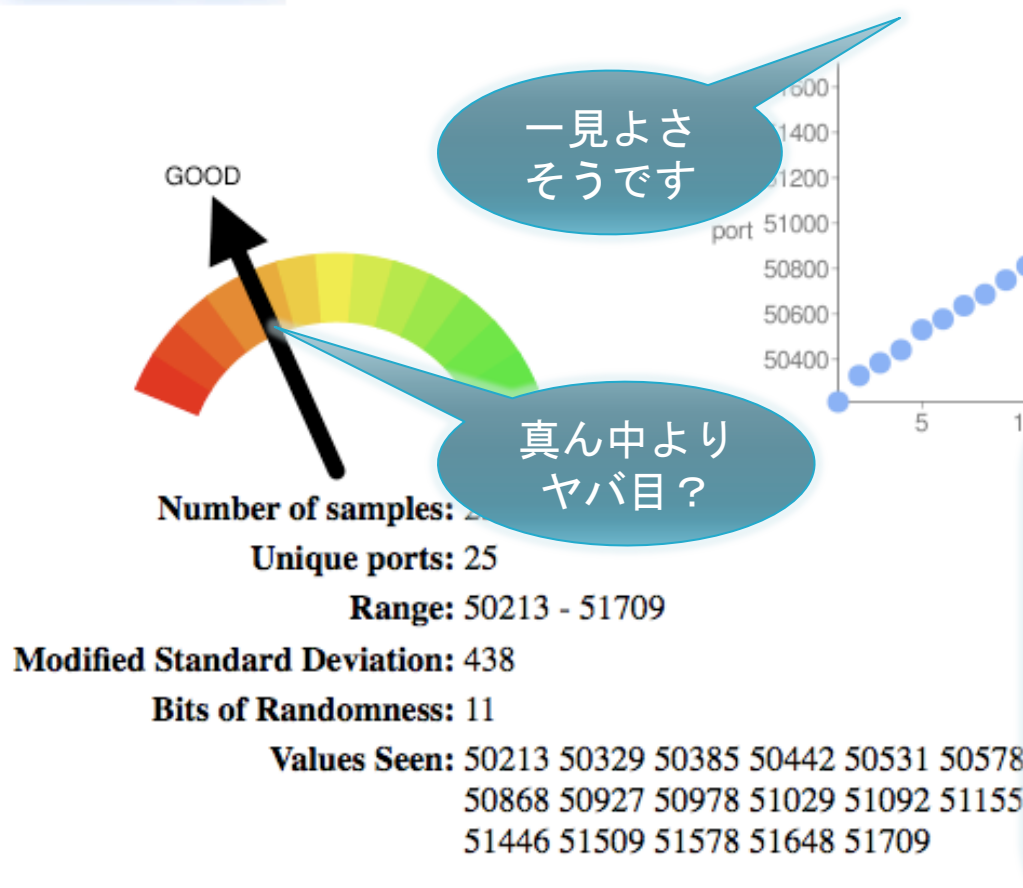 一見よさ
そうです
GOOD
1400
1200
port 51000
50800
50600
50400
5
真ん中より
ヤバ目？
Number of samples:
Unique ports: 25
Range: 50213 - 51709
Modified Standard Deviation: 438
Bits of Randomness: 11
Values Seen: 50213 50329 50385 50442 50531 50578
50868 50927 50978 51029 51092 51155
51446 51509 51578 51648 51709